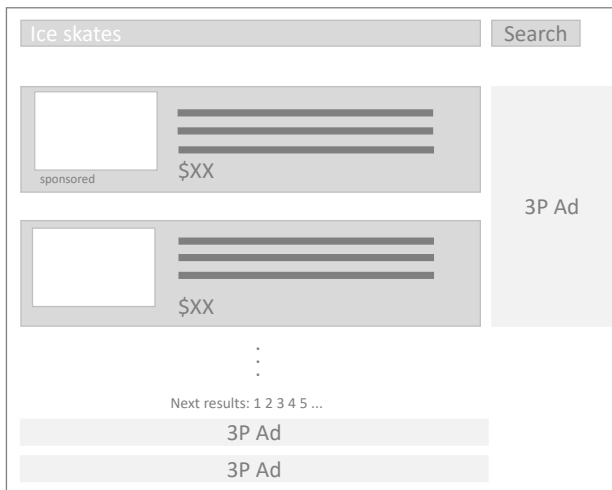 Ice skates
Search
sponsored
$XX
3P Ad
$XX
.
.
.
Next results: 1 2 3 4 5 ...
3P Ad
3P Ad